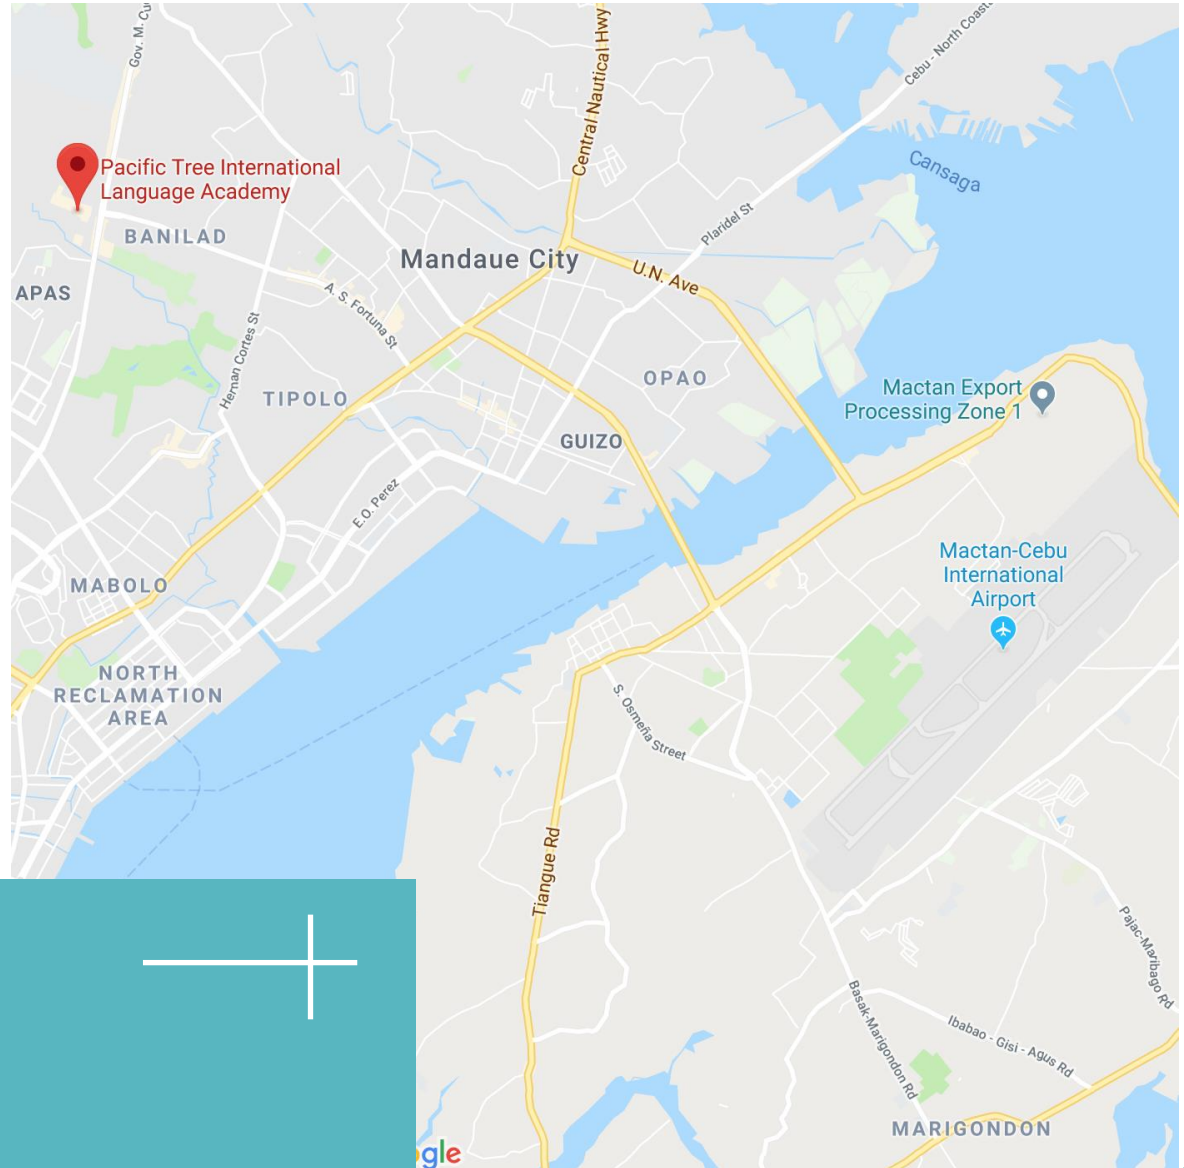 Gov. M. Cu
Central Nautical Hwy
Cebu - North Coast
Cansaga
Pacific Tree International
Language Academy
BANILAD
Plaridel St
Mandaue City
U.N. Ave
APAS
A. S. Fortuna St
Hernan Cortes St
TIPOLO
OPAO
Mactan Export
Processing Zone 1
GUIZO
E.O. Perez
Mactan-Cebu
International
Airport
MABOLO
NORTH
RECLAMATION
AREA
S. Osmeña Street
Tiangue Rd
Pajac-Maribago Rd
Basak-Marigondon Rd
Ibabao - Gisi - Agus Rd
MARIGONDON
gle